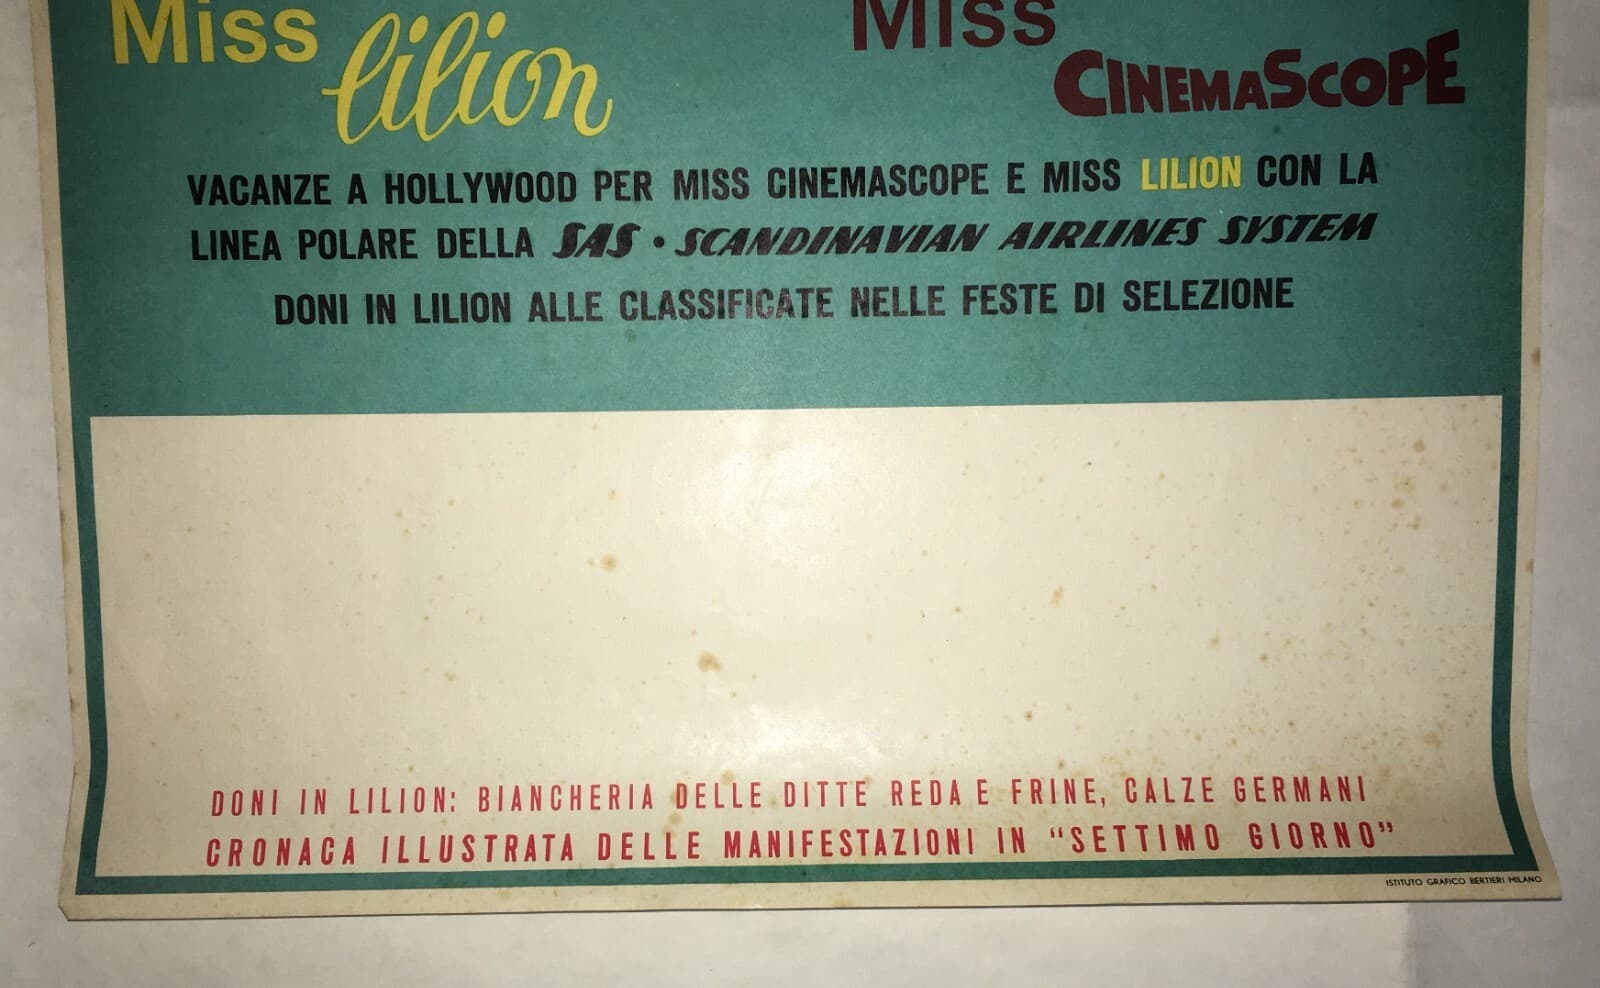 Miss lilion
Miss CINEMASCOPE
VACANZE A HOLLYWOOD PER MISS CINEMASCOPE E MISS LILION CON LA
LINEA POLARE DELLA SAS • SCANDINAVIAN AIRLINES SYSTEM
DONI IN LILION ALLE CLASSIFICATE NELLE FESTE DI SELEZIONE
DONI IN LILION: BIANCHERIA DELLE DITTE REDA E FRINE, CALZE GERMANI
CRONACA ILLUSTRATA DELLE MANIFESTAZIONI IN "SETTIMO GIORNO"
ISTITUTO GRAFICO BERTIERI MILANO